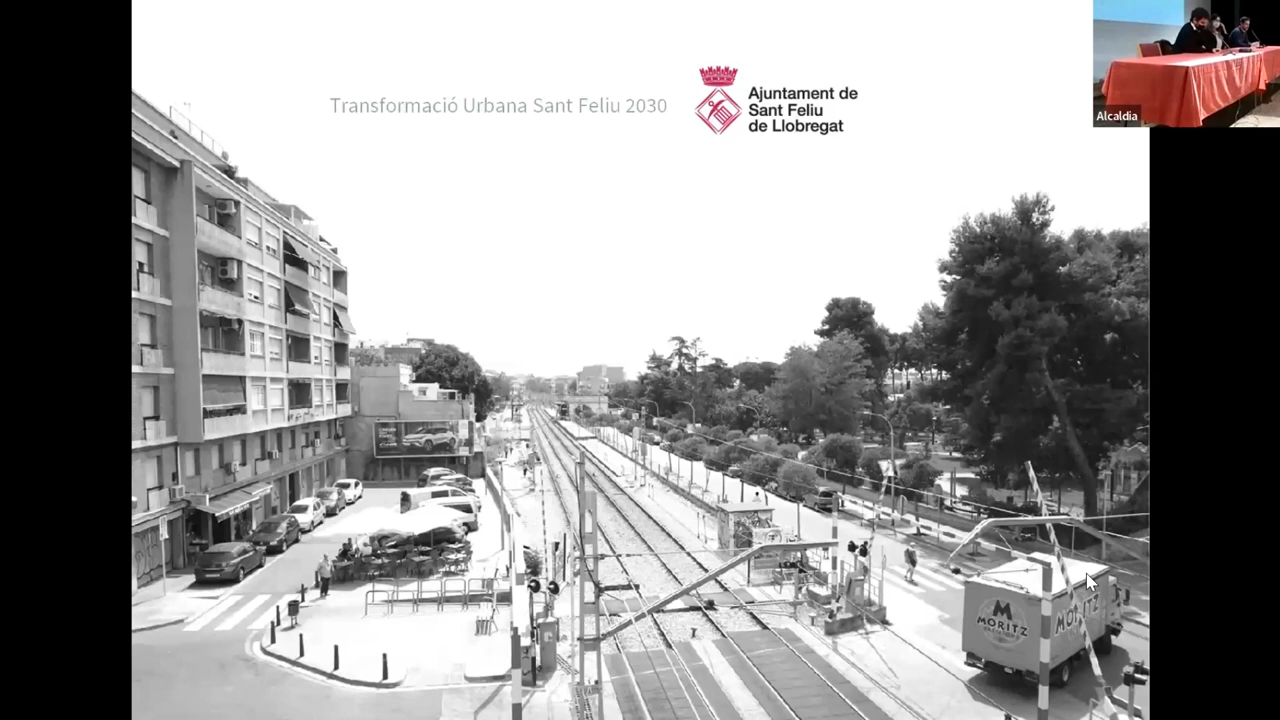 Transformació Urbana Sant Feliu 2030
Ajuntament de
Sant Feliu
de Llobregat
Alcaldia
MORITZ
MORITZ